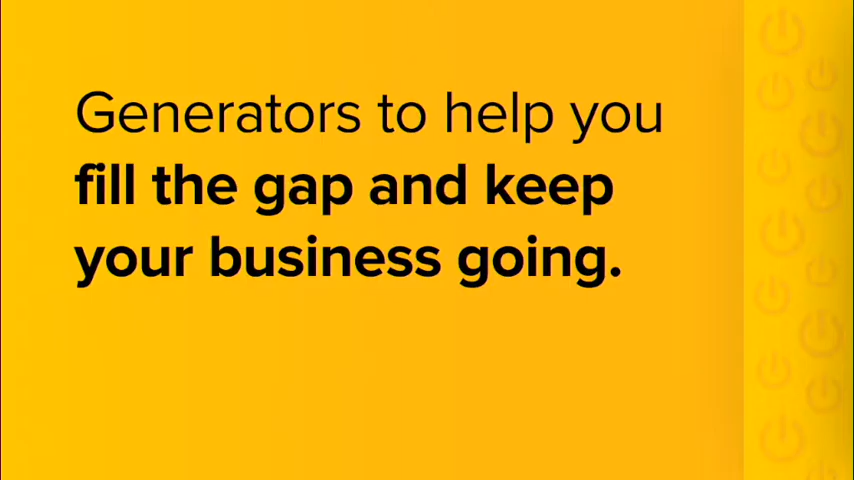 Generators to help you
fill the gap and keep
your business going.